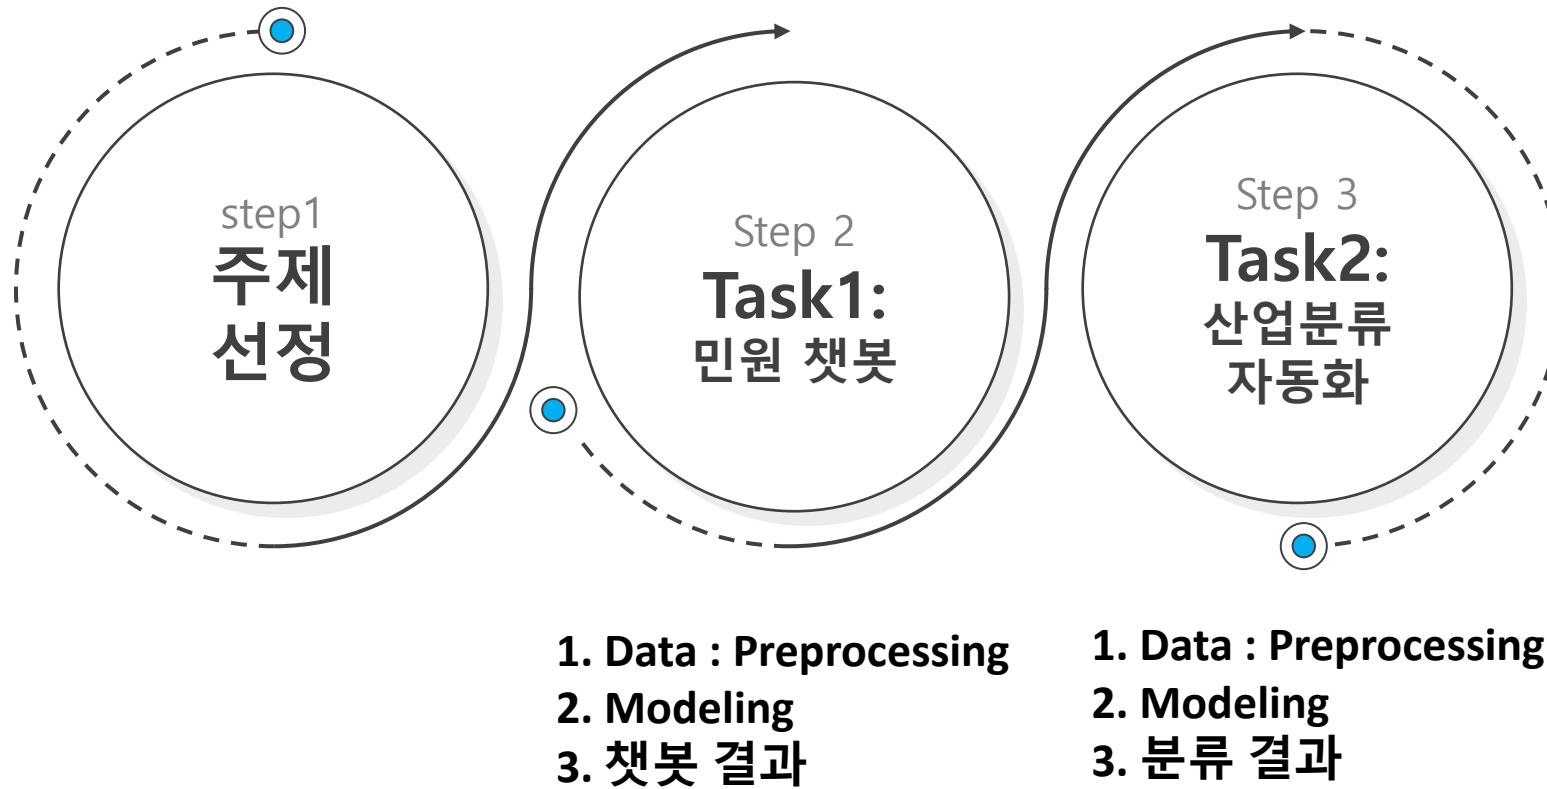 step1
주제
선정
Step 2
Task1:
민원 챗봇
Step 3
Task2:
산업분류
자동화
1. Data : Preprocessing
2. Modeling
3. 챗봇 결과
1. Data : Preprocessing
2. Modeling
3. 분류 결과